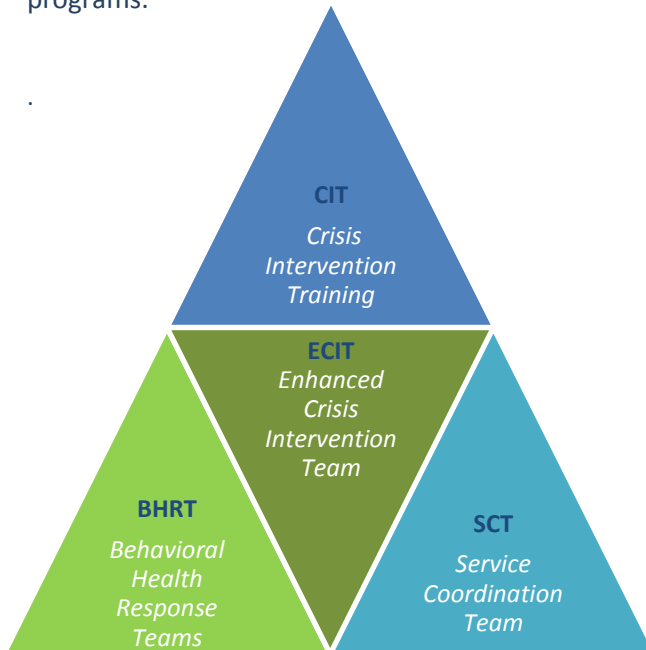 programs.
.
CIT
Crisis
Intervention
Training
ECIT
Enhanced
Crisis
Intervention
Team
BHRT
Behavioral
Health
Response
Teams
SCT
Service
Coordination
Team